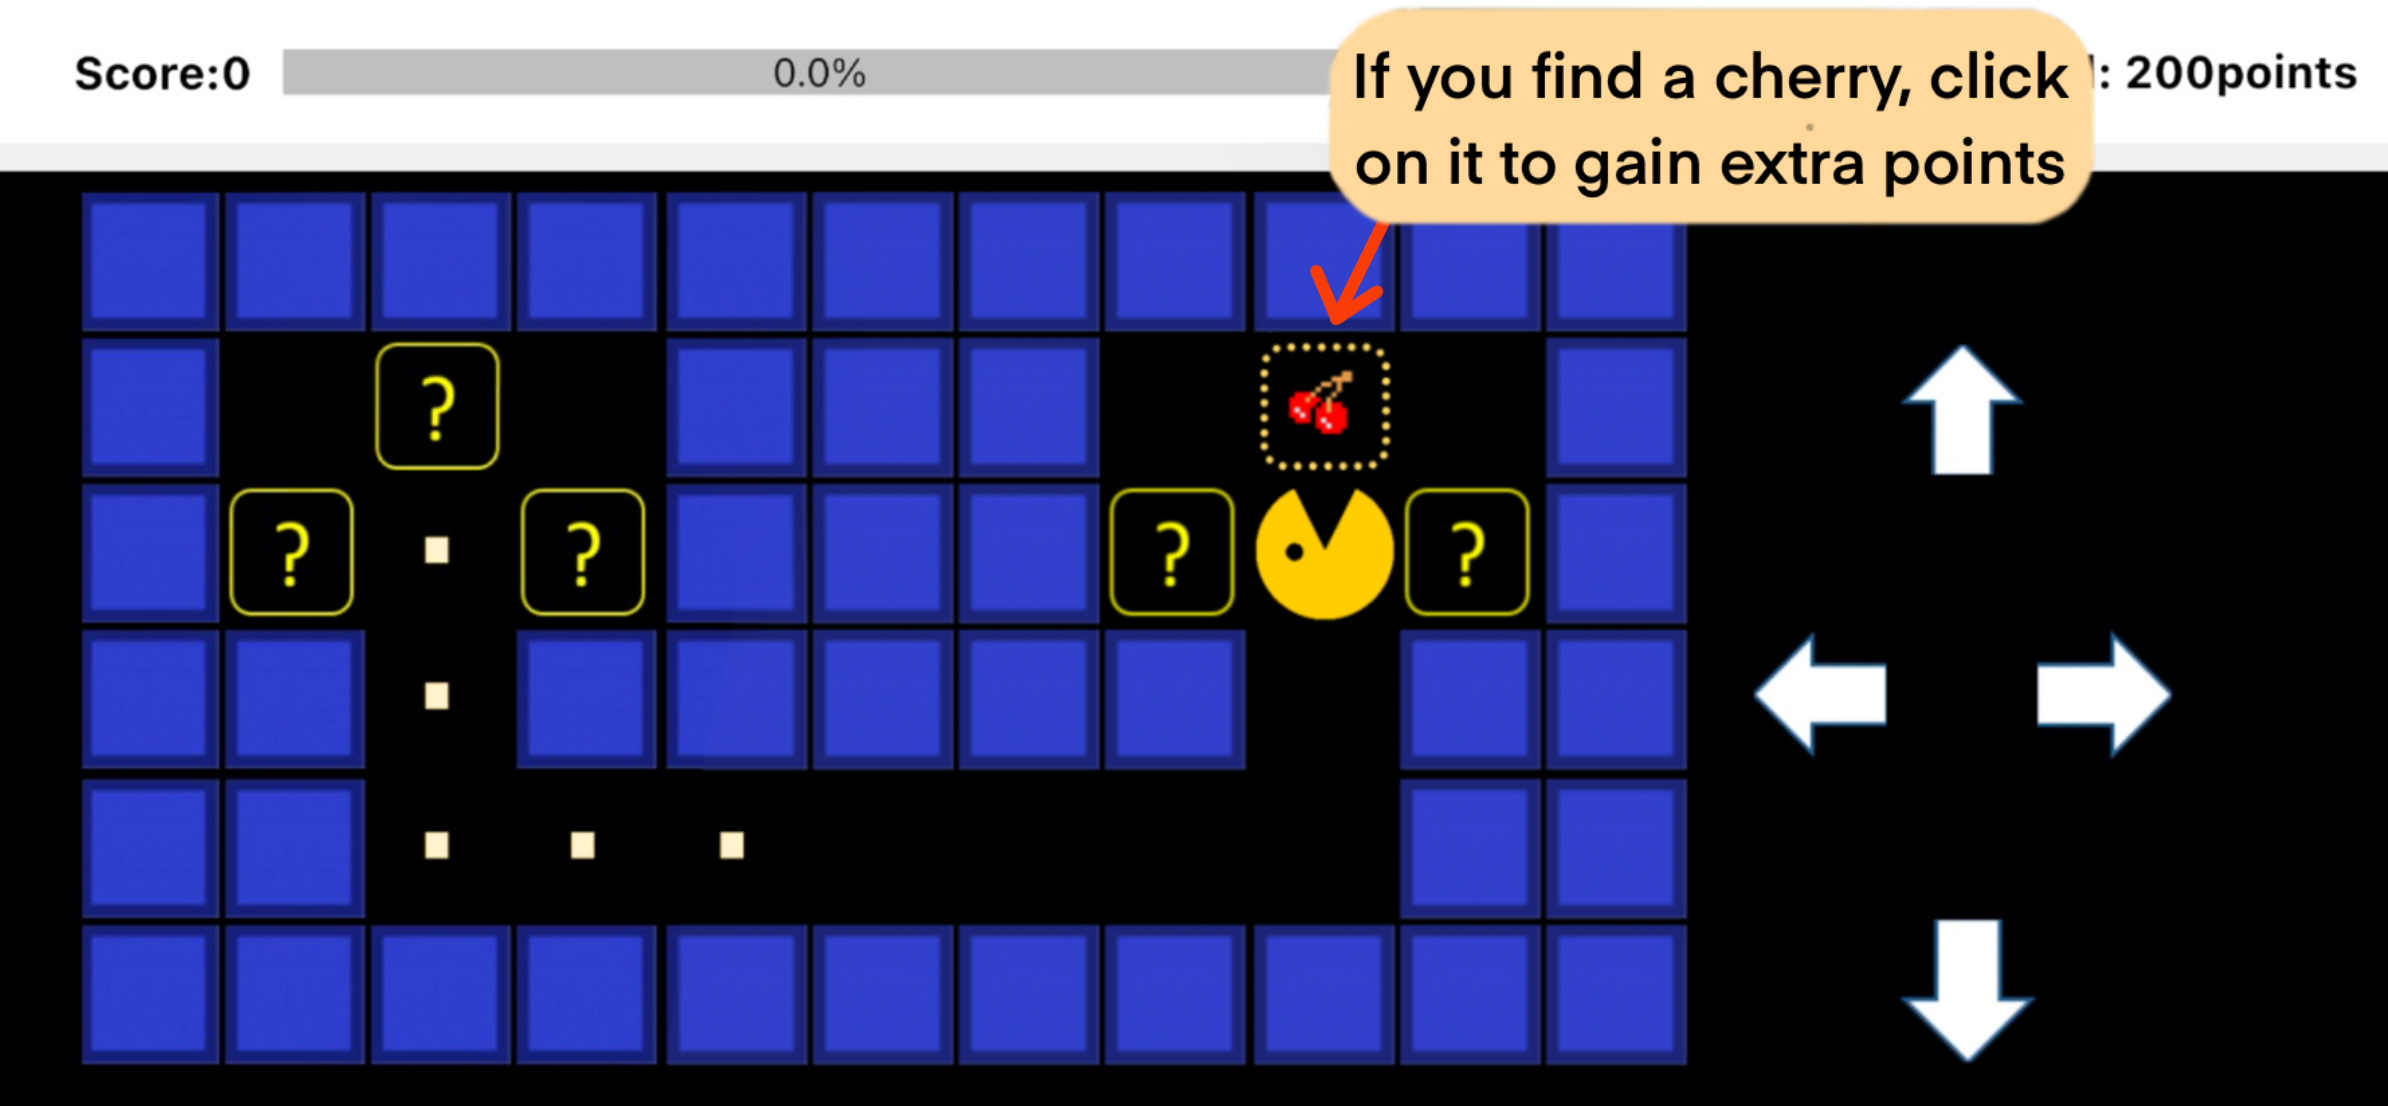 Score:0
0.0%
If you find a cherry, click
on it to gain extra points
: 200points
?
? ? ? ?